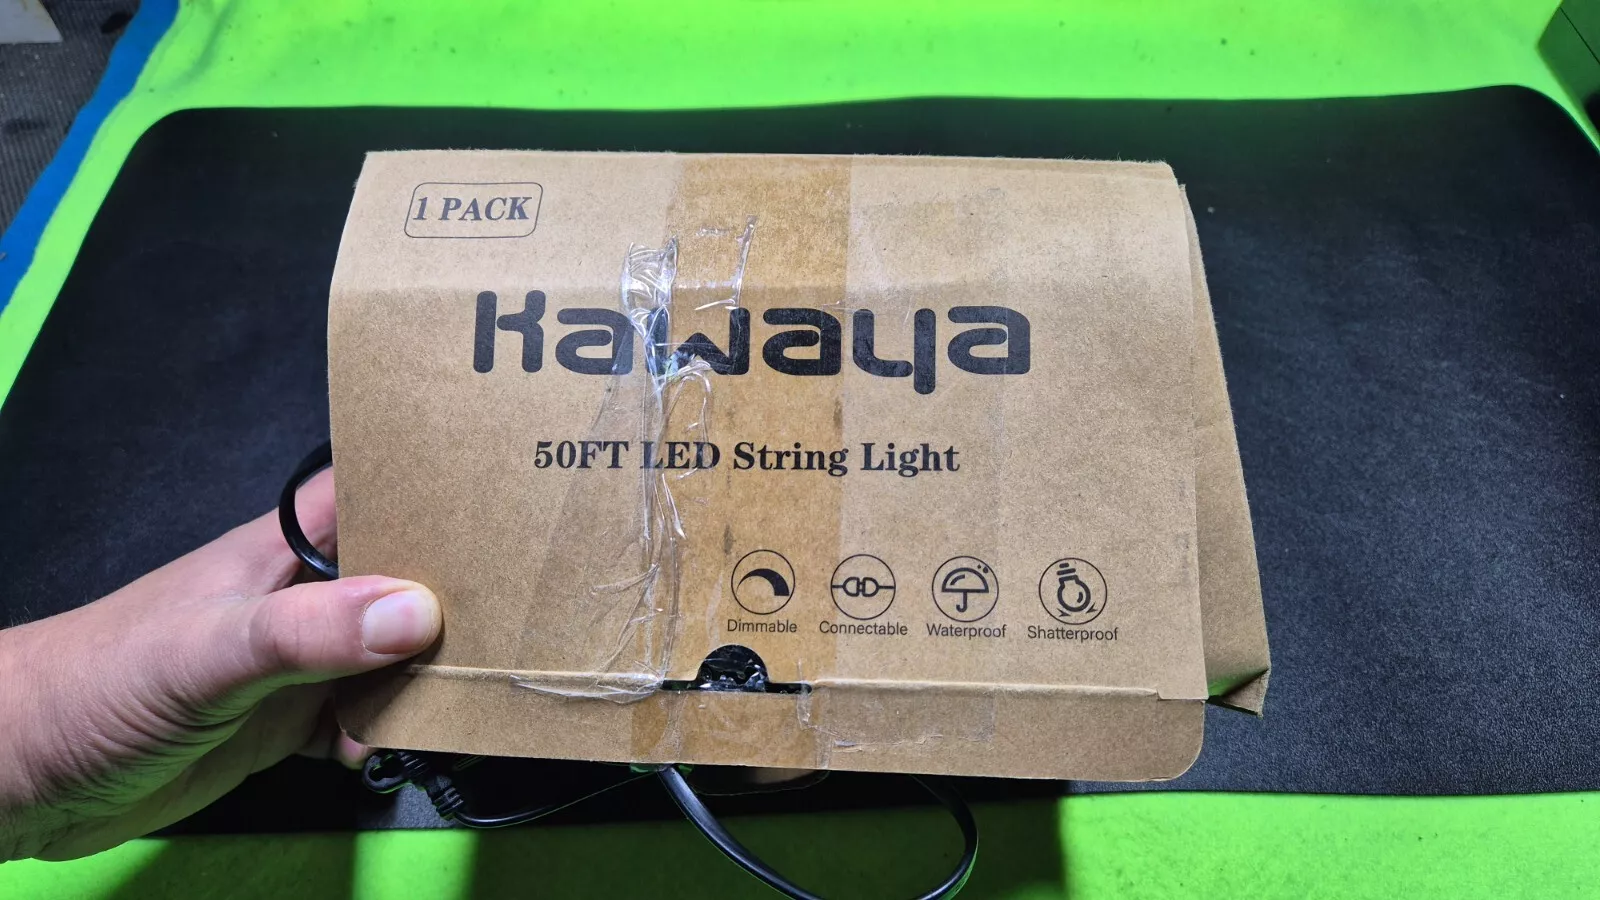 1 PACK
Kawaya
50FT LED String Light
Dimmable
Connectable
Waterproof
Shatterproof